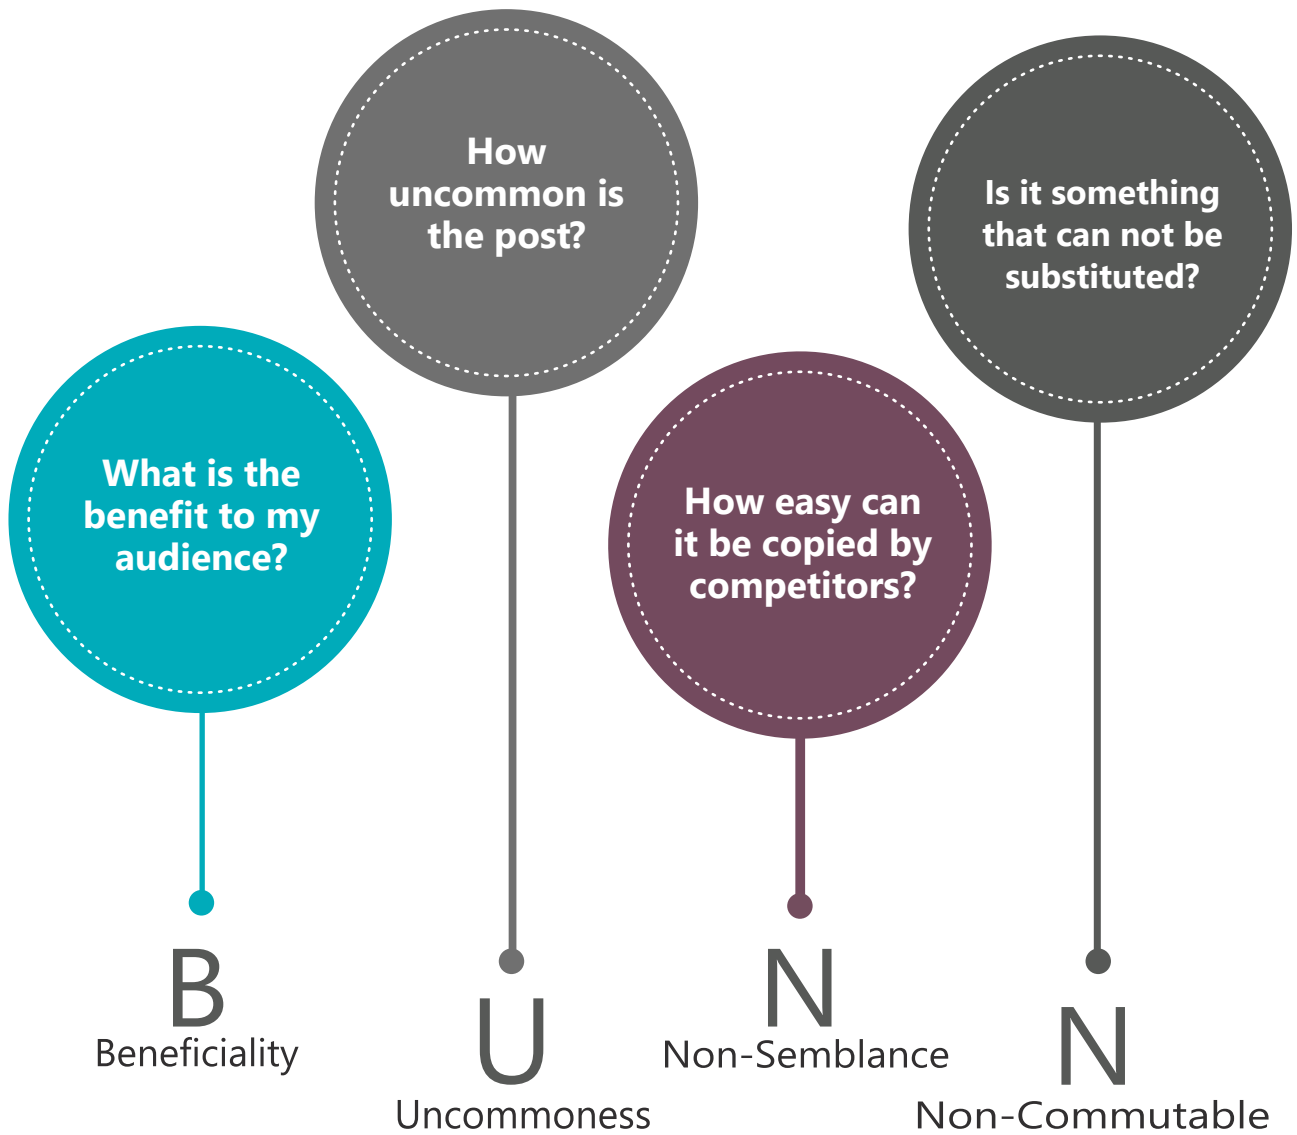 How
uncommon is
the post?
Is it something
that can not be
substituted?
What is the
benefit to my
audience?
How easy can
it be copied by
competitors?
B
Beneficiality
U
Uncommoness
N
Non-Semblance
N
Non-Commutable